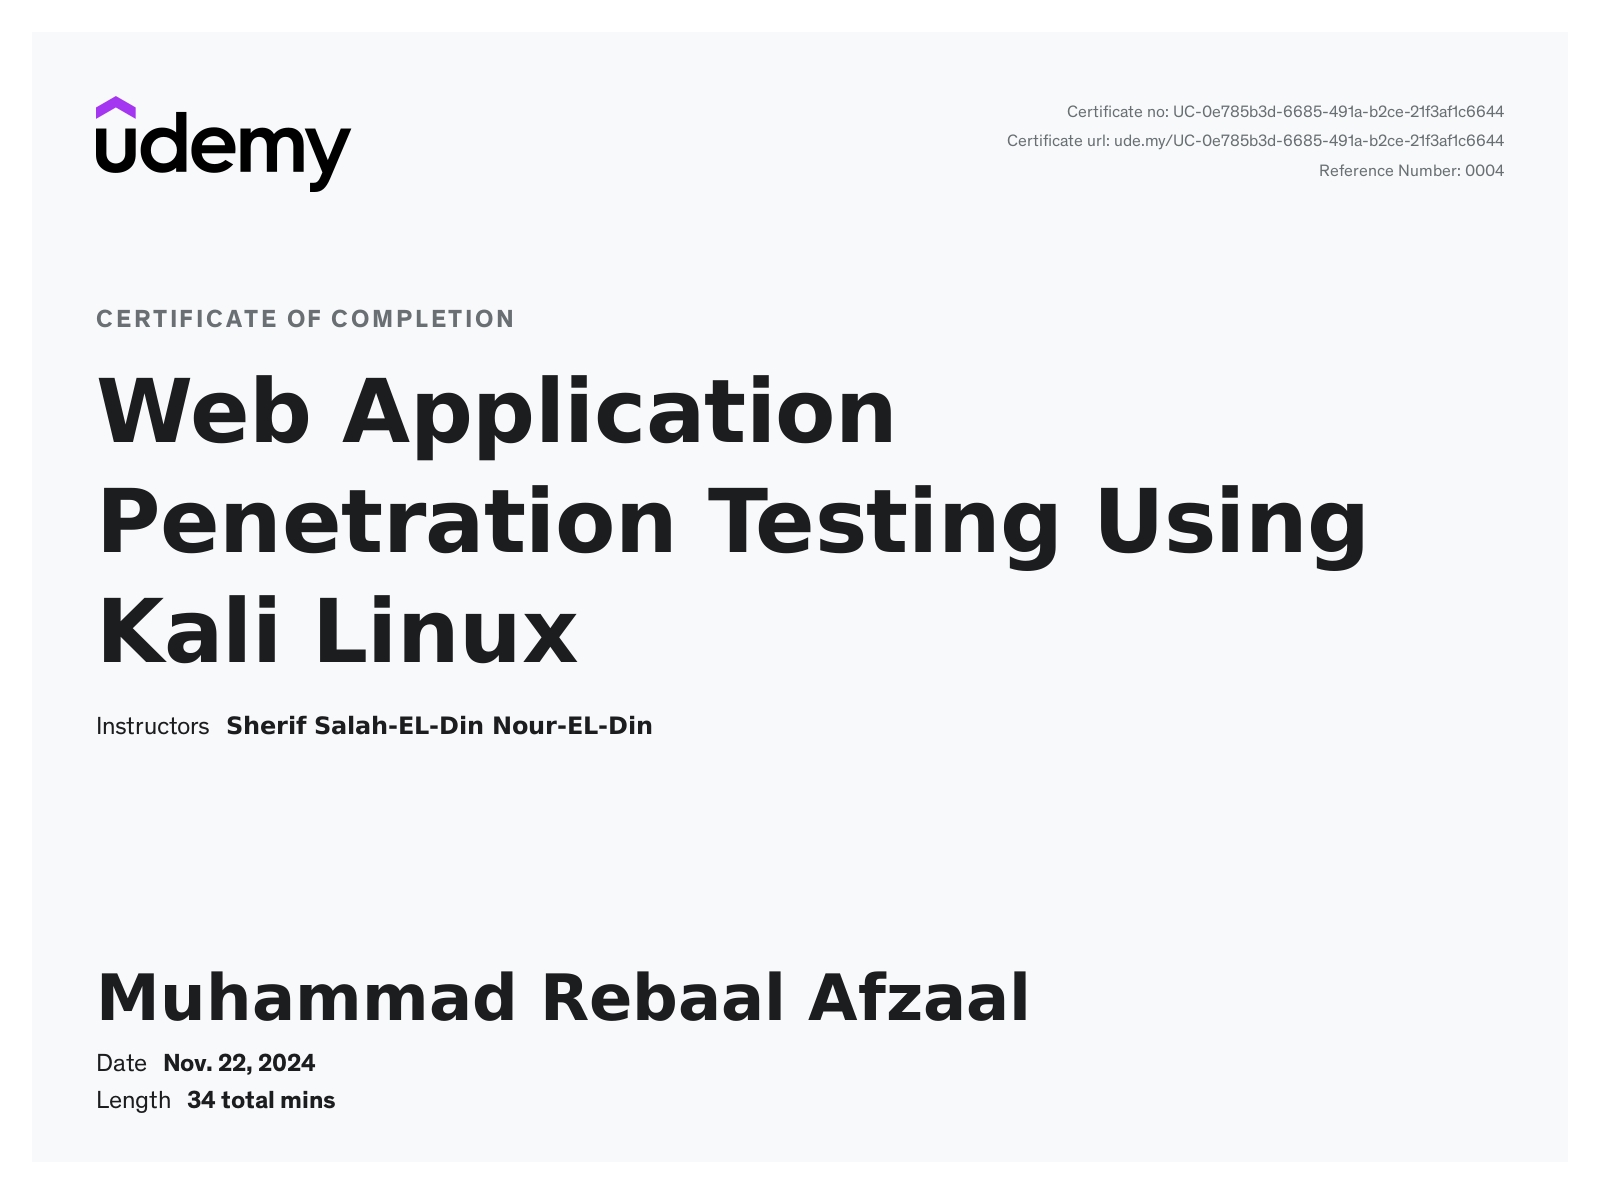 udemy
Certificate no: UC-0e785b3d-6685-491a-b2ce-21f3af1c6644
Certificate url: ude.my/UC-0e785b3d-6685-491a-b2ce-21f3af1c6644
Reference Number: 0004
CERTIFICATE OF COMPLETION
Web Application
Penetration Testing Using
Kali Linux
Instructors Sherif Salah-EL-Din Nour-EL-Din
Muhammad Rebaal Afzaal
Date Nov. 22, 2024
Length 34 total mins